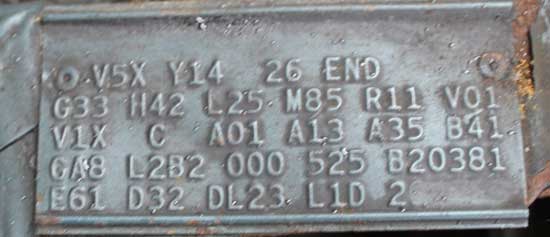 V5X Y14 26 END
G33 H42 L25 M85 R11 V01
V1X C A01 A13 A35 B41
GA8 L2B2 000 525 B20381
E61 D32 DL23 L1D 2